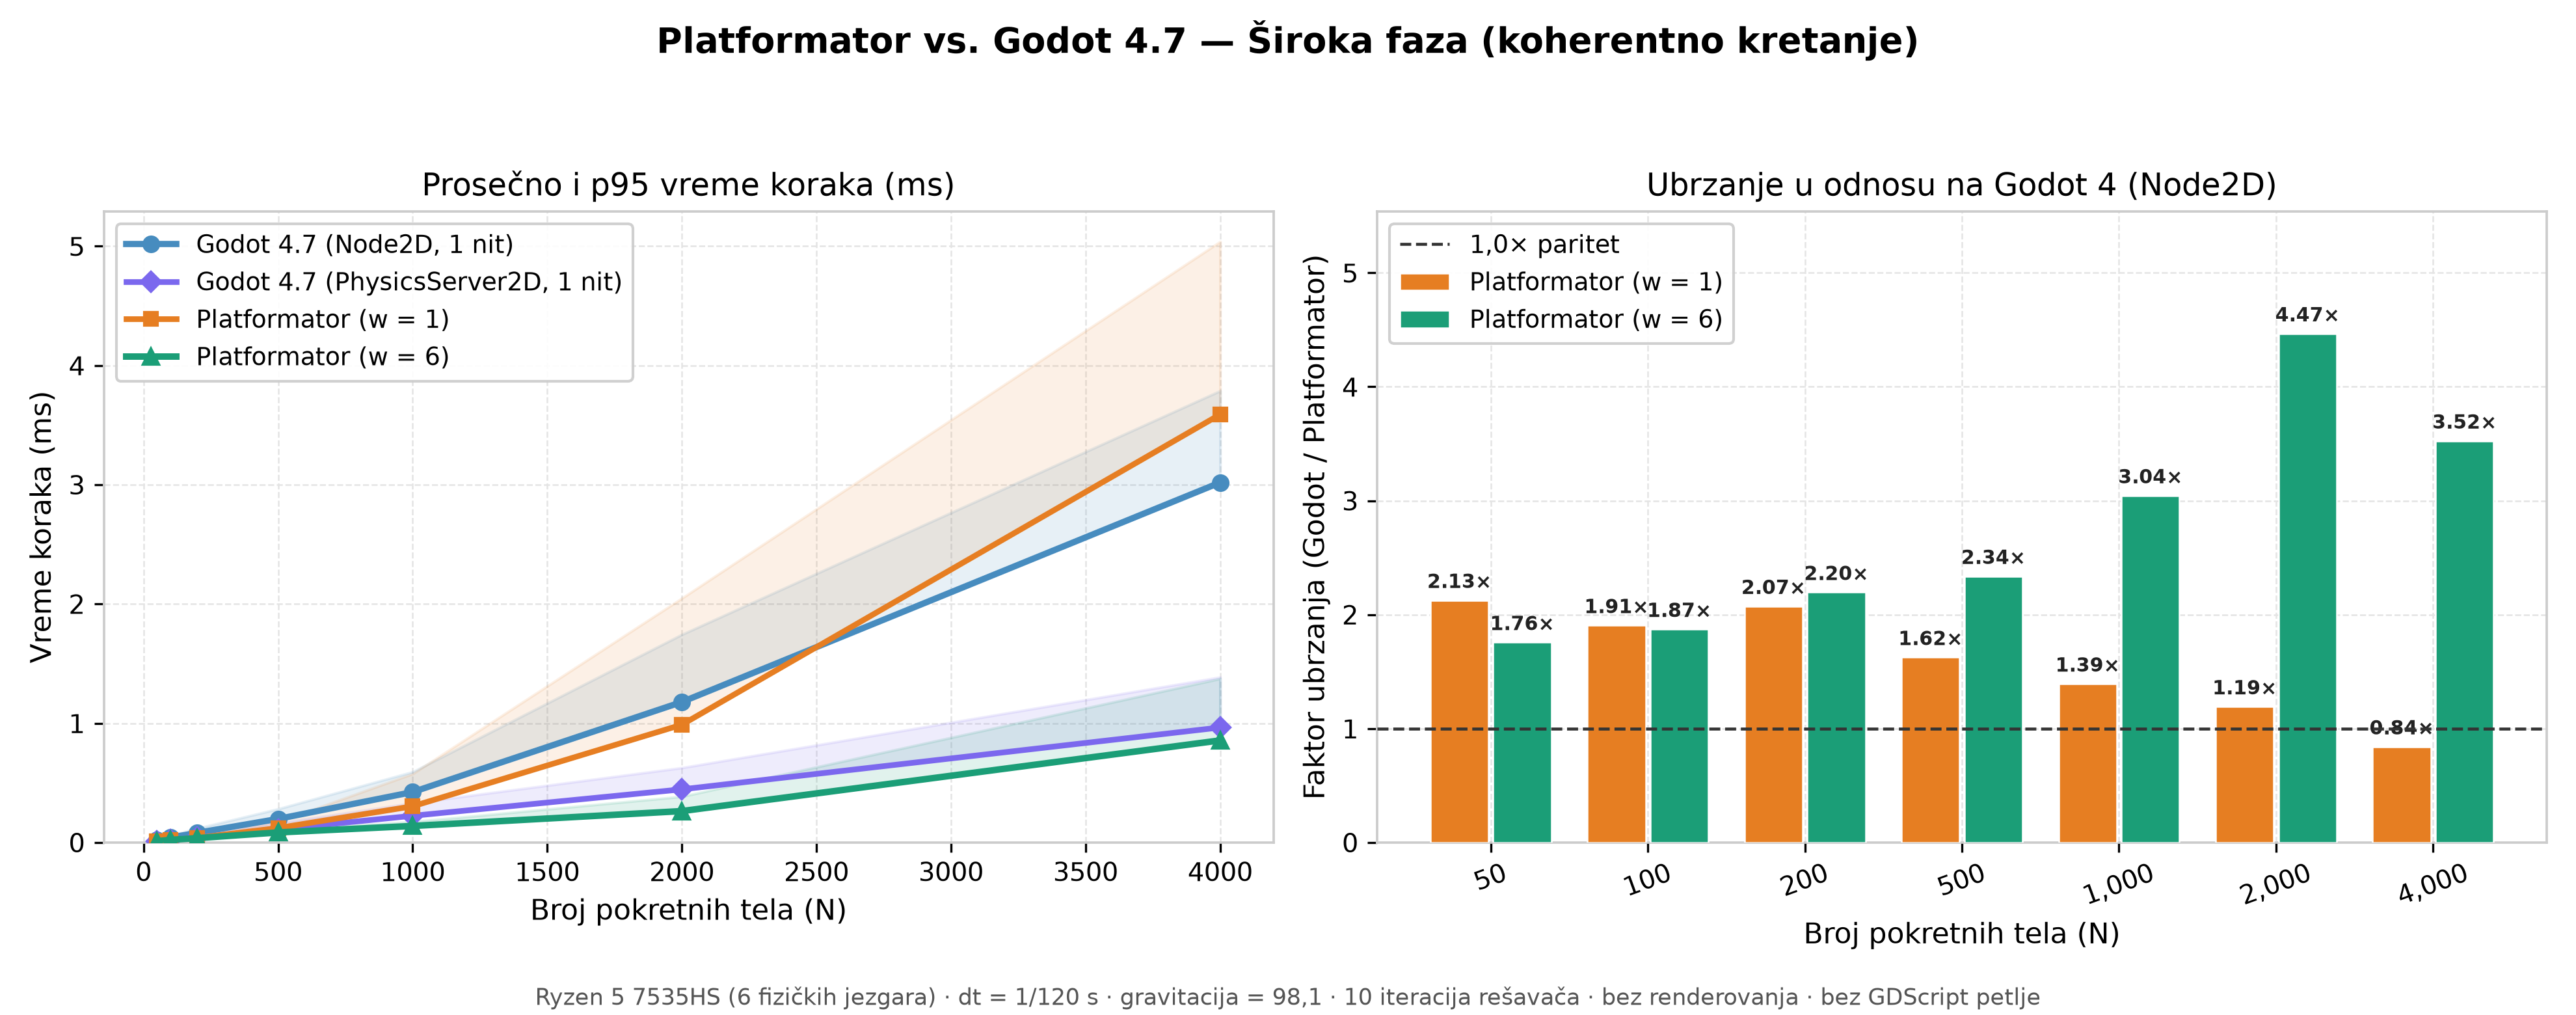 Platformator vs. Godot 4.7 — Široka faza (koherentno kretanje)
Prosečno i p95 vreme koraka (ms)
Vreme koraka (ms)
5
4
3
2
1
0
Godot 4.7 (Node2D, 1 nit)
Godot 4.7 (PhysicsServer2D, 1 nit)
Platformator (w = 1)
Platformator (w = 6)
0 500 1000 1500 2000 2500 3000 3500 4000
Broj pokretnih tela (N)
Ubrzanje u odnosu na Godot 4 (Node2D)
Faktor ubrzanja (Godot / Platformator)
5
4
3
2
1
0
1,0× paritet
Platformator (w = 1)
Platformator (w = 6)
2.13× 1.76× 1.91× 1.87× 2.07× 2.20× 1.62× 2.34× 1.39× 3.04× 1.19× 4.47× 0.84× 3.52×
50 100 200 500 1,000 2,000 4,000
Broj pokretnih tela (N)
Ryzen 5 7535HS (6 fizičkih jezgara) · dt = 1/120 s · gravitacija = 98,1 · 10 iteracija rešavača · bez renderovanja · bez GDScript petlje